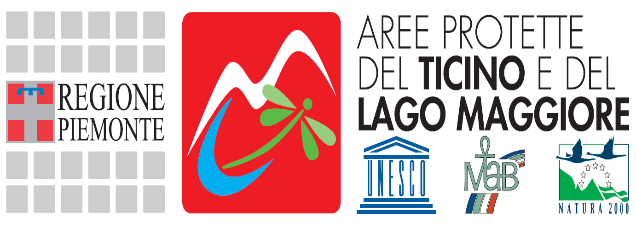 REGIONE
PIEMONTE
AREE PROTETTE
DEL TICINO E DEL
LAGO MAGGIORE
UNESCO
MaB
NATURA 2000